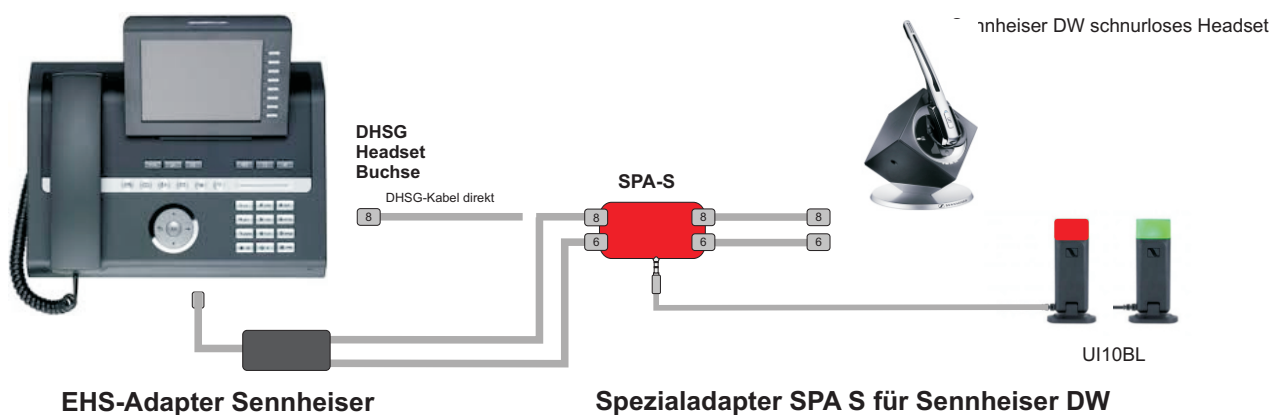 nnheiser DW schnurloses Headset
DHSG
Headset
Buchse
DHSG-Kabel direkt
8
SPA-S
8
8
8
6
6
6
UI10BL
EHS-Adapter Sennheiser
Spezialadapter SPA S für Sennheiser DW